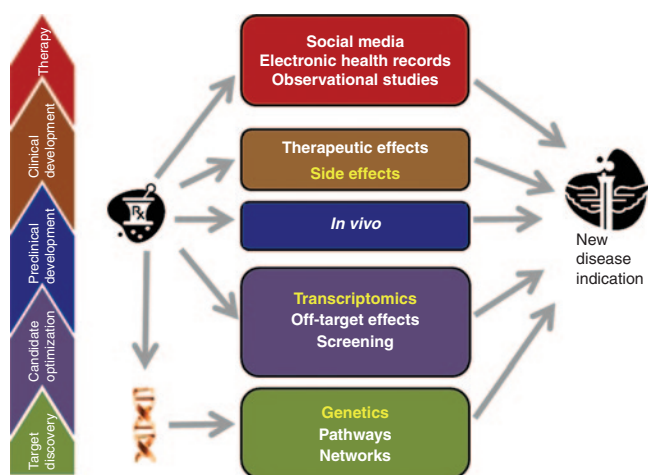 Therapy
Clinical development
Preclinical development
Candidate optimization
Target
discovery
Rx
Social media
Electronic health records
Observational studies
Therapeutic effects
Side effects
In vivo
Transcriptomics
Off-target effects
Screening
Genetics
Pathways
Networks
New
disease
indication